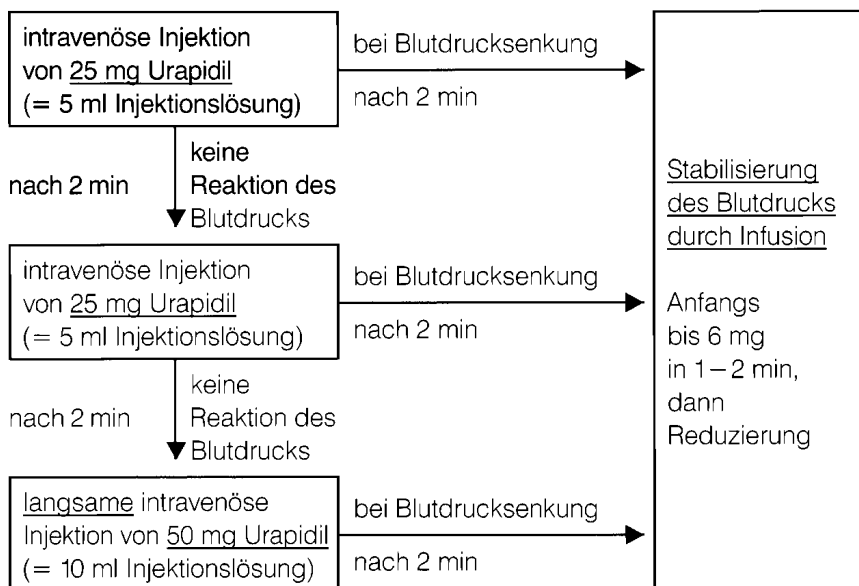 intravenöse Injektion
von 25 mg Urapidil
(= 5 ml Injektionslösung)
bei Blutdrucksenkung
nach 2 min
nach 2 min
keine
Reaktion des
Blutdrucks
intravenöse Injektion
von 25 mg Urapidil
(= 5 ml Injektionslösung)
bei Blutdrucksenkung
nach 2 min
nach 2 min
keine
Reaktion des
Blutdrucks
langsame intravenöse
Injektion von 50 mg Urapidil
(= 10 ml Injektionslösung)
bei Blutdrucksenkung
nach 2 min
Stabilisierung
des Blutdrucks
durch Infusion
Anfangs
bis 6 mg
in 1–2 min,
dann
Reduzierung